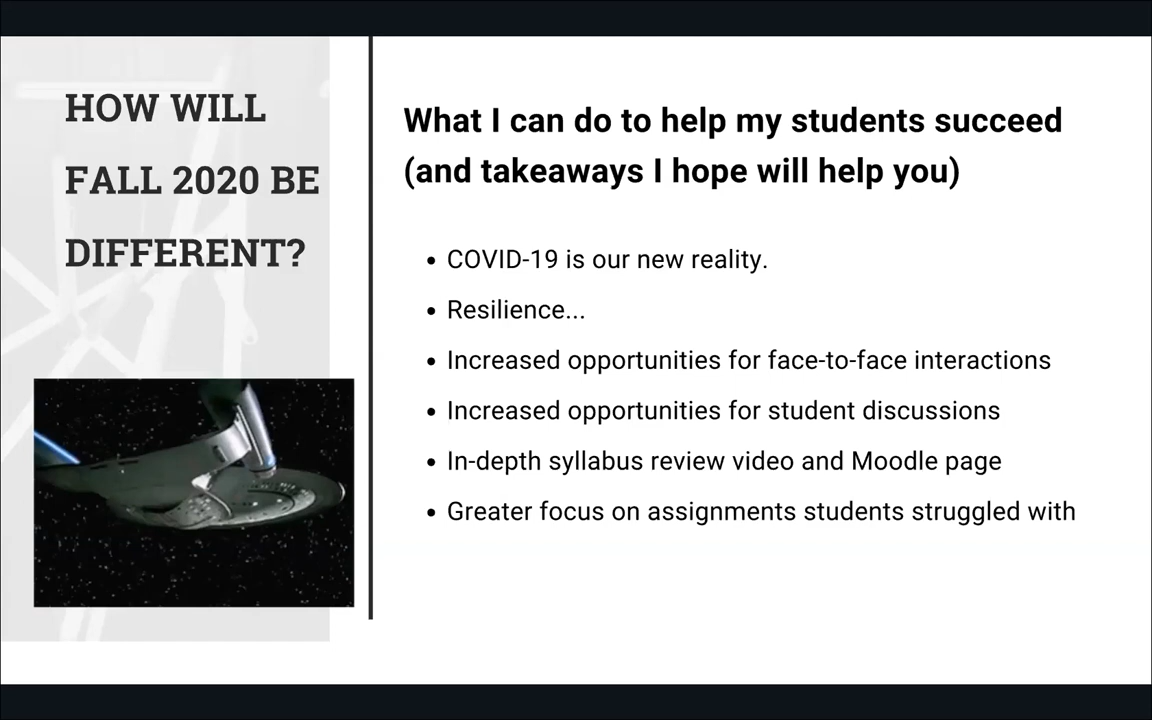 HOW WILL
FALL 2020 BE
DIFFERENT?
What I can do to help my students succeed
(and takeaways I hope will help you)
• COVID-19 is our new reality.
• Resilience...
• Increased opportunities for face-to-face interactions
• Increased opportunities for student discussions
• In-depth syllabus review video and Moodle page
• Greater focus on assignments students struggled with